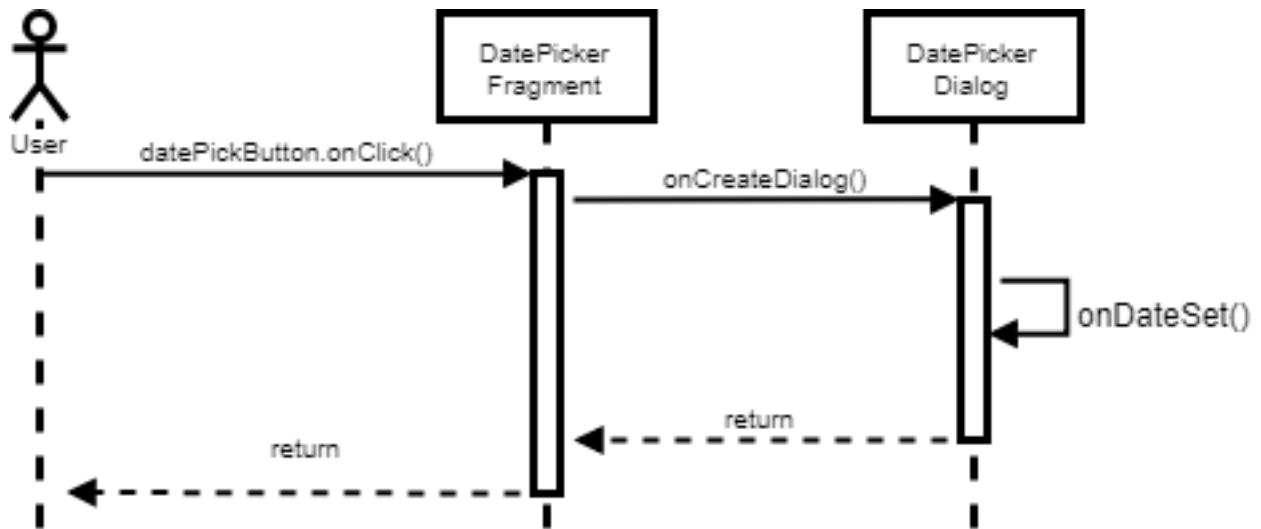 DatePicker
Fragment
DatePicker
Dialog
User
datePickButton.onClick()
onCreateDialog()
onDateSet()
return
return